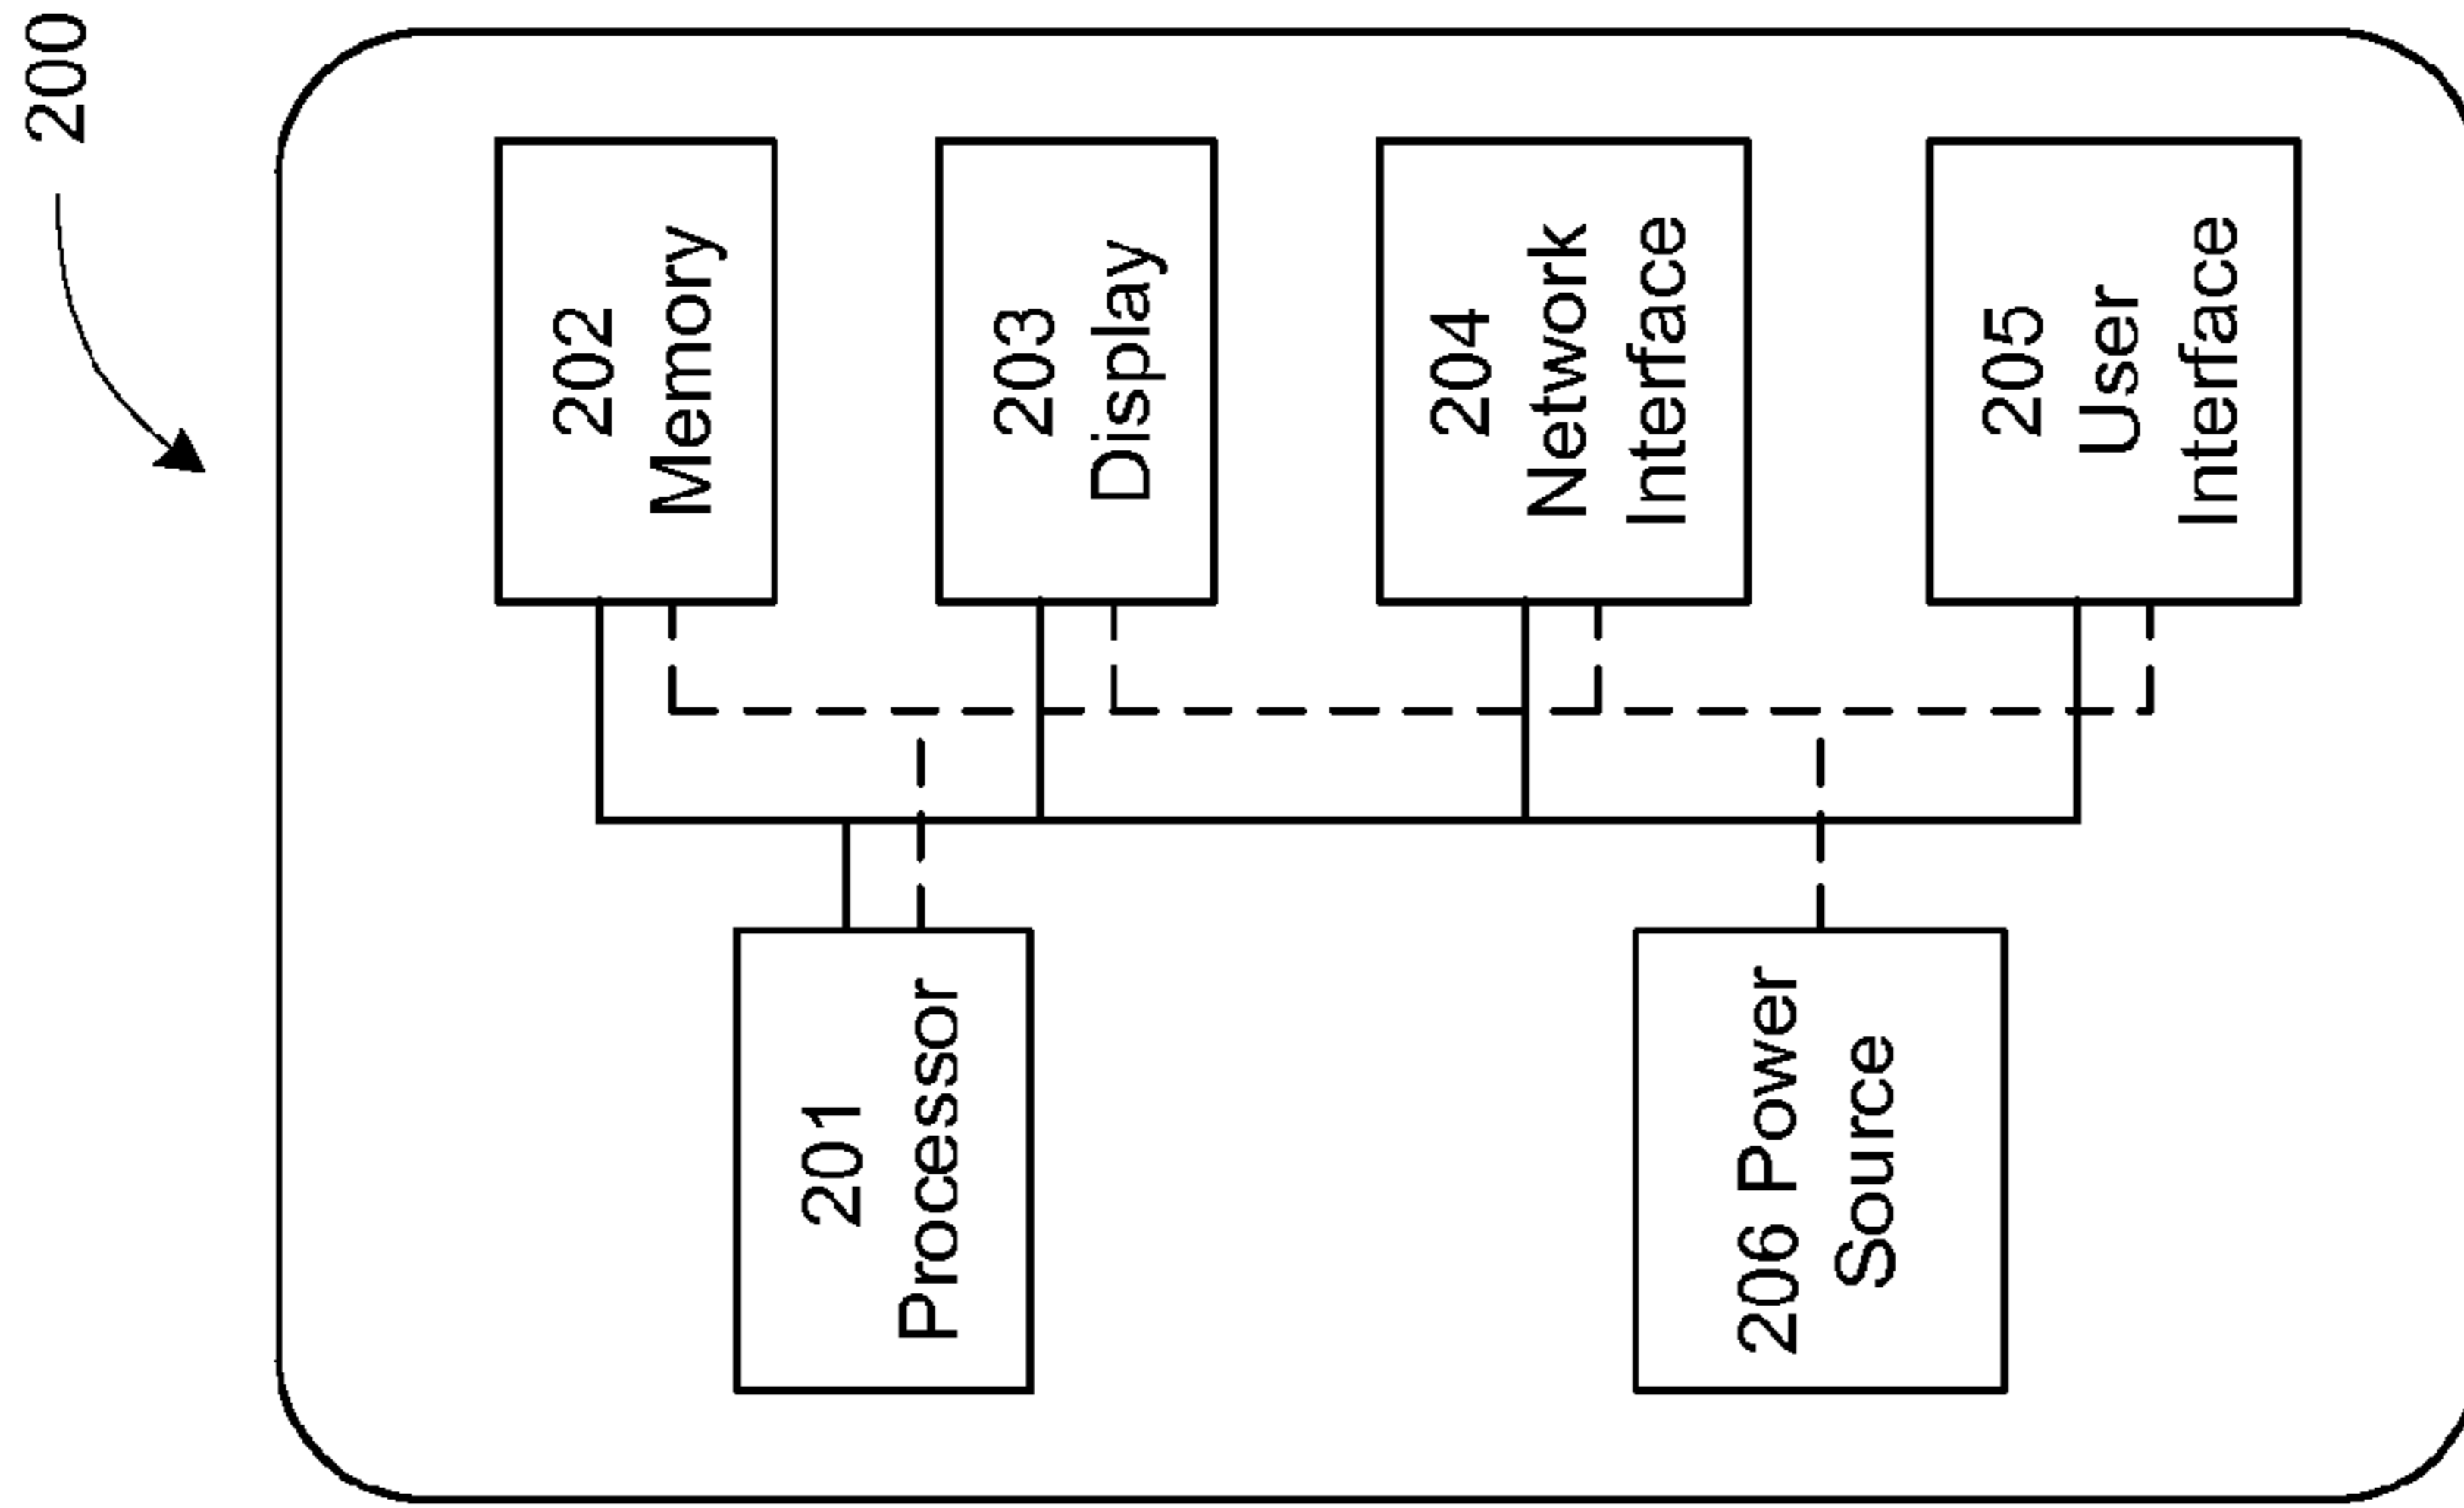 200
202
Memory
203
Display
204
Network
Interface
205
User
Interface
201
Processor
206 Power
Source